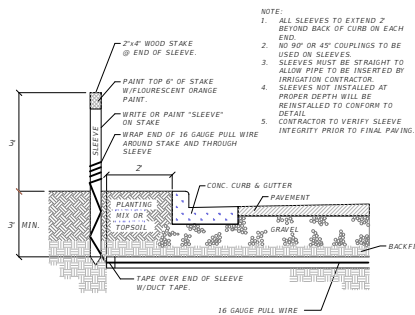 NOTE:
1. ALL SLEEVES TO EXTEND 2'
BEYOND BACK OF CURB ON EACH
END.
2. NO 90° OR 45° COUPLINGS TO BE
USED ON SLEEVES.
3. SLEEVES MUST BE STRAIGHT TO
ALLOW PIPE TO BE INSERTED BY
IRRIGATION CONTRACTOR.
4. SLEEVES NOT INSTALLED AT
PROPER DEPTH WILL BE
REINSTALLED TO CONFORM TO
DETAIL
5. CONTRACTOR TO VERIFY SLEEVE
INTEGRITY PRIOR TO FINAL PAVING.
2"x4" WOOD STAKE
@ END OF SLEEVE.
PAINT TOP 6" OF STAKE
W/FLOURESCENT ORANGE
PAINT.
WRITE OR PAINT "SLEEVE"
ON STAKE
WRAP END OF 16 GAUGE PULL WIRE
AROUND STAKE AND THROUGH
SLEEVE
SLEEVE
3'
2'
CONC. CURB & GUTTER
PAVEMENT
PLANTING
MIX OR
TOPSOIL
GRAVEL
3' MIN.
BACKFI
TAPE OVER END OF SLEEVE
W/DUCT TAPE.
16 GAUGE PULL WIRE